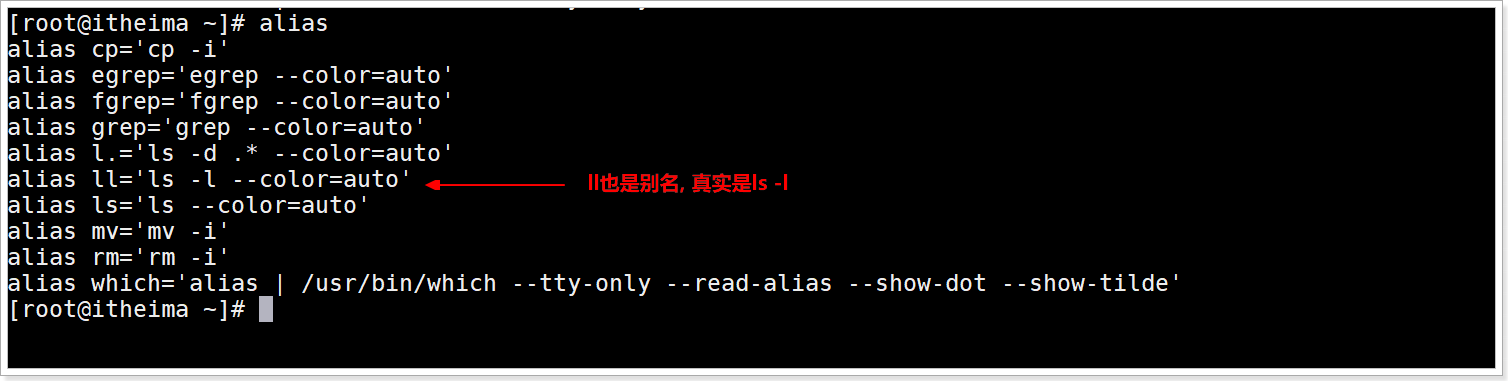 [root@itheima ~]# alias
alias cp='cp -i'
alias egrep='egrep --color=auto'
alias fgrep='fgrep --color=auto'
alias grep='grep --color=auto'
alias l.='ls -d .* --color=auto'
alias ll='ls -l --color=auto'
ll也是别名, 真实是ls -l
alias ls='ls --color=auto'
alias mv='mv -i'
alias rm='rm -i'
alias which='alias | /usr/bin/which --tty-only --read-alias --show-dot --show-tilde'
[root@itheima ~]#